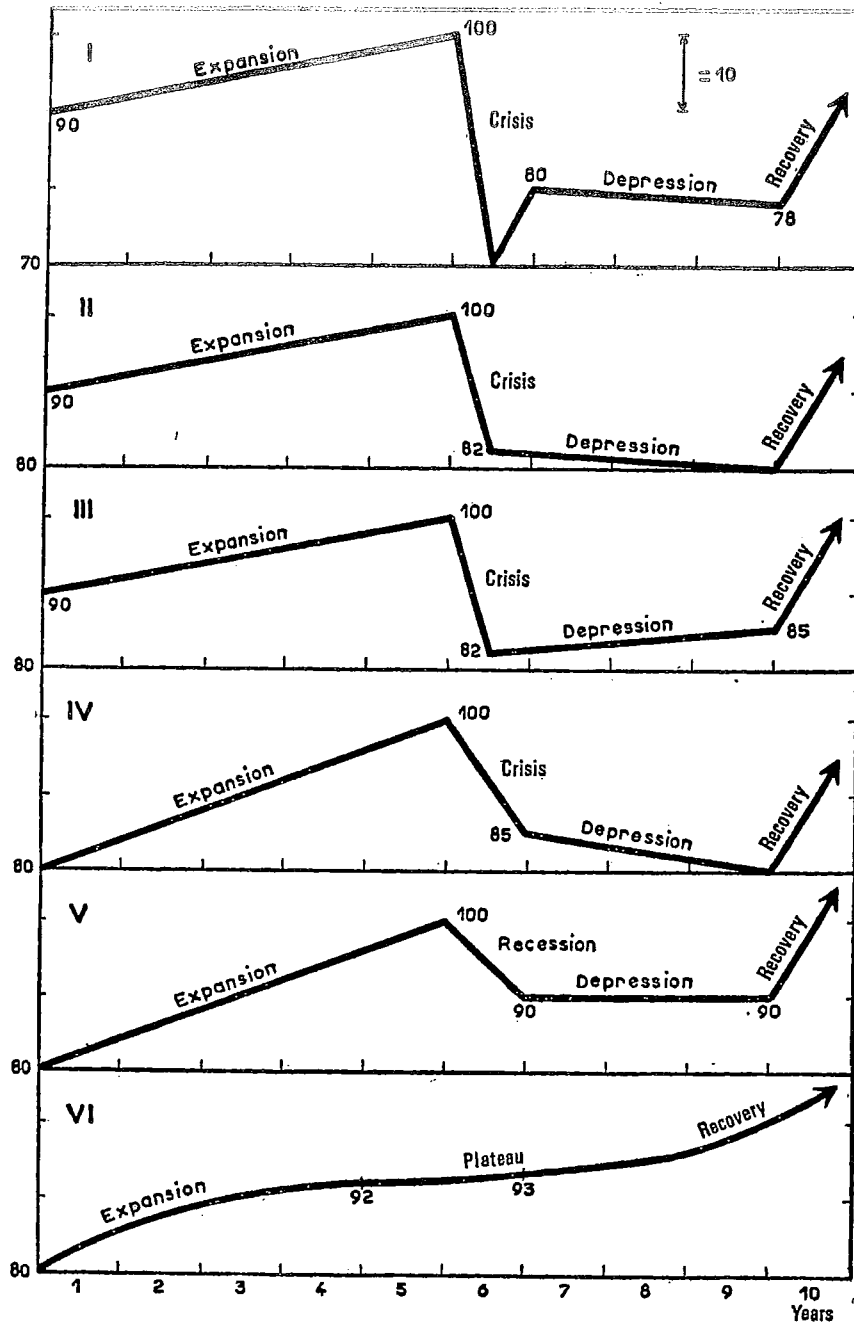 I
Expansion
100
= 10
90
Crisis
80
Depression
Recovery
78
70
II
Expansion
100
90
Crisis
82
Depression
Recovery
80
III
Expansion
100
90
Crisis
82
Depression
85
Recovery
80
IV
Expansion
100
Crisis
85
Depression
Recovery
80
V
Expansion
100
Recession
Depression
90
90
Recovery
80
VI
Expansion
92
Plateau
93
Recovery
80
1 2 3 4 5 6 7 8 9 10
Years